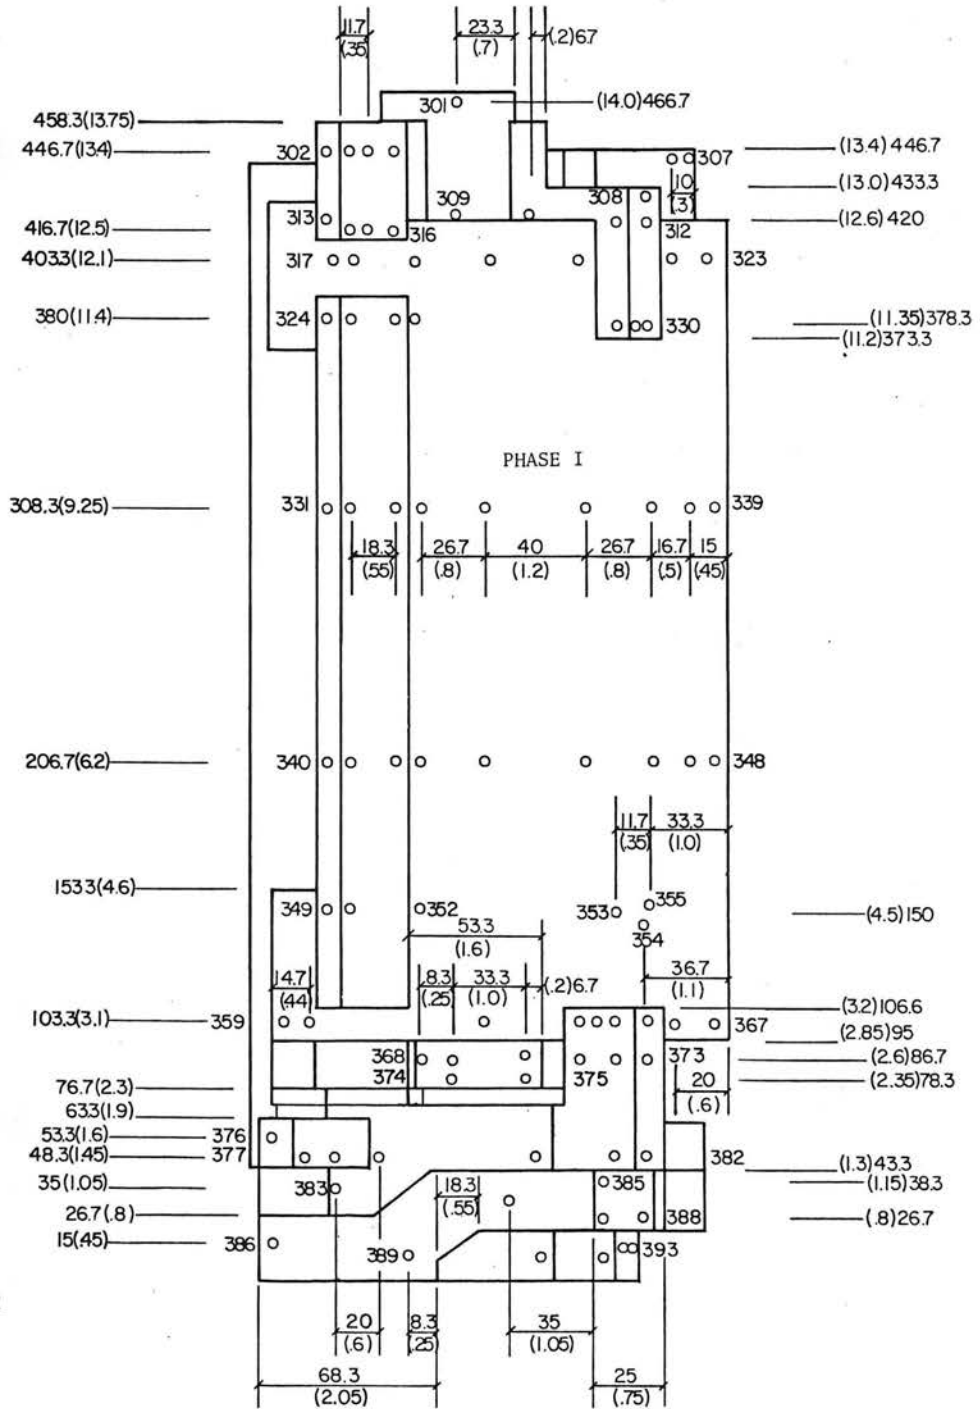 11.7 23.3 (.2)6.7
(.35) (.7)
301 (14.0)466.7
458.3(13.75)
446.7(13.4) 302 307 (13.4)446.7
10
(.3)
308 (13.0)433.3
313 309 312 (12.6)420
416.7(12.5) 316
403.3(12.1) 317 323
380(11.4) 324 330 (11.35)378.3
(11.2)373.3
PHASE I
308.3(9.25) 331 339
18.3 26.7 40 26.7 16.7 15
(.55) (.8) (1.2) (.8) (.5) (.45)
206.7(6.2) 340 348
11.7 33.3
(.35) (1.0)
153.3(4.6)
349 352 353 355 (4.5)150
354
53.3
(1.6)
14.7 8.3 33.3 (.2)6.7 36.7
(.44) (.25) (1.0) (1.1)
103.3(3.1) 359 367 (3.2)106.6
(2.85)95
368 373 (2.6)86.7
374 375 (2.35)78.3
76.7(2.3) 20
(.6)
63.3(1.9)
53.3(1.6) 376
48.3(1.45) 377 382 (1.3)43.3
35(1.05) 383 385 (1.15)38.3
18.3
(.55)
26.7(.8) 388 (.8)26.7
15(.45) 386 389 393
20 8.3 35
(.6) (.25) (1.05)
68.3 25
(2.05) (.75)